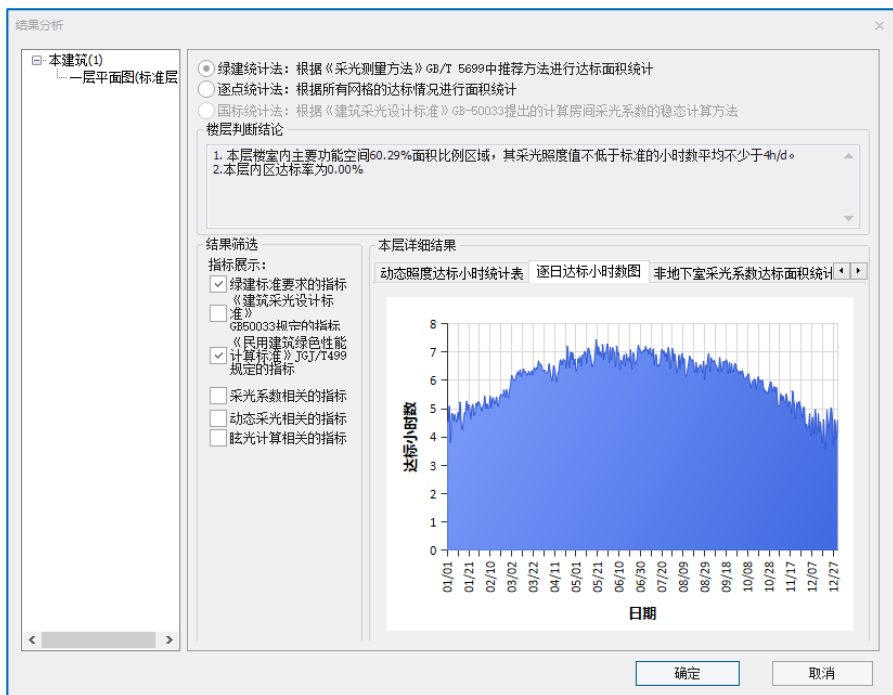 结果分析
本建筑(1)
一层平面图(标准层
绿建统计法：根据《采光测量方法》GB/T 5699中推荐方法进行达标面积统计
逐点统计法：根据所有网格的达标情况进行面积统计
国标统计法：根据《建筑采光设计标准》GB-50033提出的计算房间采光系数的稳态计算方法
楼层判断结论
1. 本层楼室内主要功能空间60.29%面积比例区域，其采光照度值不低于标准的小时数平均不少于4h/d。
2.本层内区达标率为0.00%
结果筛选
指标展示：
绿建标准要求的指标
《建筑采光设计标
准》
GB50033规定的指标
《民用建筑绿色性能
计算标准》JGJ/T499
规定的指标
采光系数相关的指标
动态采光相关的指标
眩光计算相关的指标
本层详细结果
动态照度达标小时统计表
逐日达标小时数图
非地下室采光系数达标面积统计
达标小时数
8
7
6
5
4
3
2
1
0
01/01
01/21
02/10
03/02
03/22
04/11
05/01
05/21
06/10
06/30
07/20
08/09
08/29
09/18
10/08
10/28
11/17
12/07
12/27
日期
确定
取消